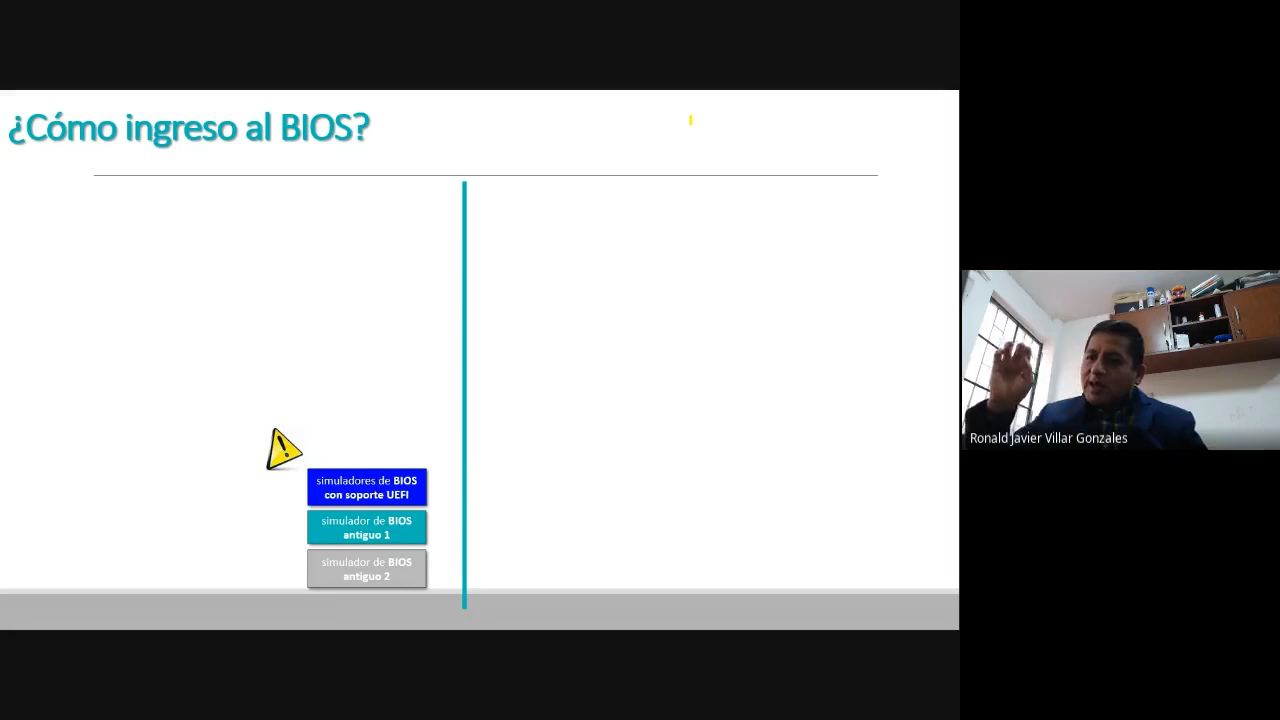 ¿Cómo ingreso al BIOS?
simuladores de BIOS
con soporte UEFI
simulador de BIOS
antiguo 1
simulador de BIOS
antiguo 2
Ronald Javier Villar Gonzales